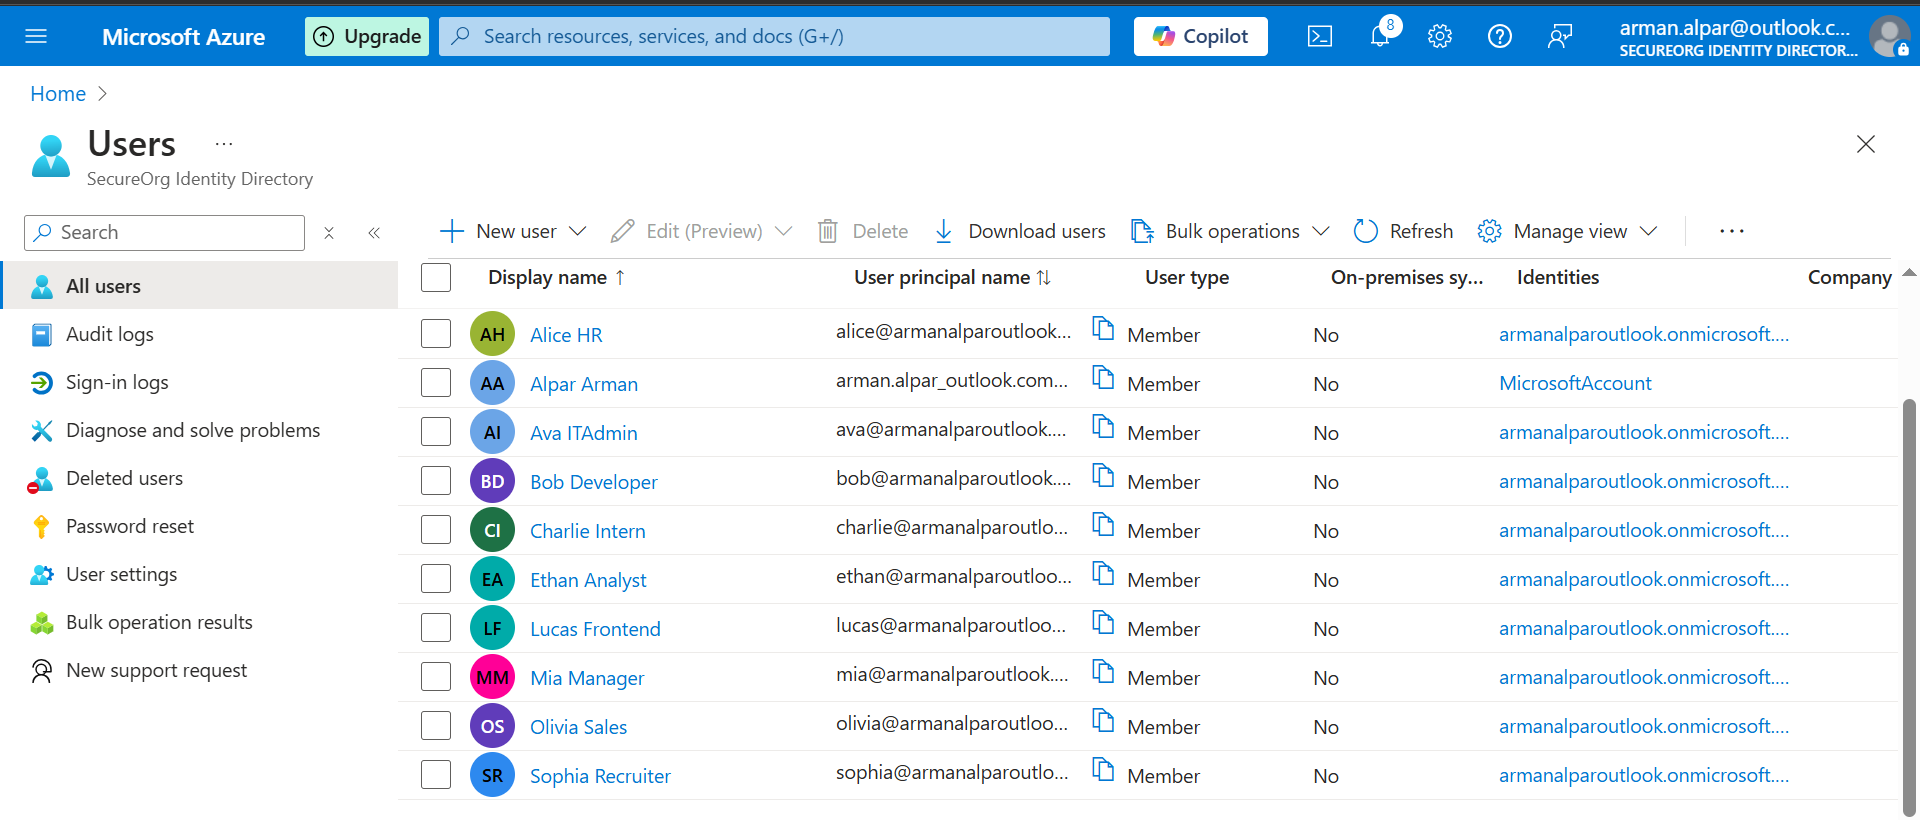 Microsoft Azure
Upgrade
Search resources, services, and docs (G+/)
Copilot
8
arman.alpar@outlook.c...
SECUREORG IDENTITY DIRECTOR...
Home
Users
...
SecureOrg Identity Directory
Search
New user
Edit (Preview)
Delete
Download users
Bulk operations
Refresh
Manage view
...
All users
Audit logs
Sign-in logs
Diagnose and solve problems
Deleted users
Password reset
User settings
Bulk operation results
New support request
Display name ↑ User principal name ↑↓ User type On-premises sy... Identities Company
AH Alice HR alice@armanalparoutlook... Member No armanalparoutlook.onmicrosoft....
AA Alpar Arman arman.alpar_outlook.com... Member No MicrosoftAccount
AI Ava ITAdmin ava@armanalparoutlook.... Member No armanalparoutlook.onmicrosoft....
BD Bob Developer bob@armanalparoutlook.... Member No armanalparoutlook.onmicrosoft....
CI Charlie Intern charlie@armanalparoutlo... Member No armanalparoutlook.onmicrosoft....
EA Ethan Analyst ethan@armanalparoutloo... Member No armanalparoutlook.onmicrosoft....
LF Lucas Frontend lucas@armanalparoutloo... Member No armanalparoutlook.onmicrosoft....
MM Mia Manager mia@armanalparoutlook.... Member No armanalparoutlook.onmicrosoft....
OS Olivia Sales olivia@armanalparoutloo... Member No armanalparoutlook.onmicrosoft....
SR Sophia Recruiter sophia@armanalparoutlo... Member No armanalparoutlook.onmicrosoft....